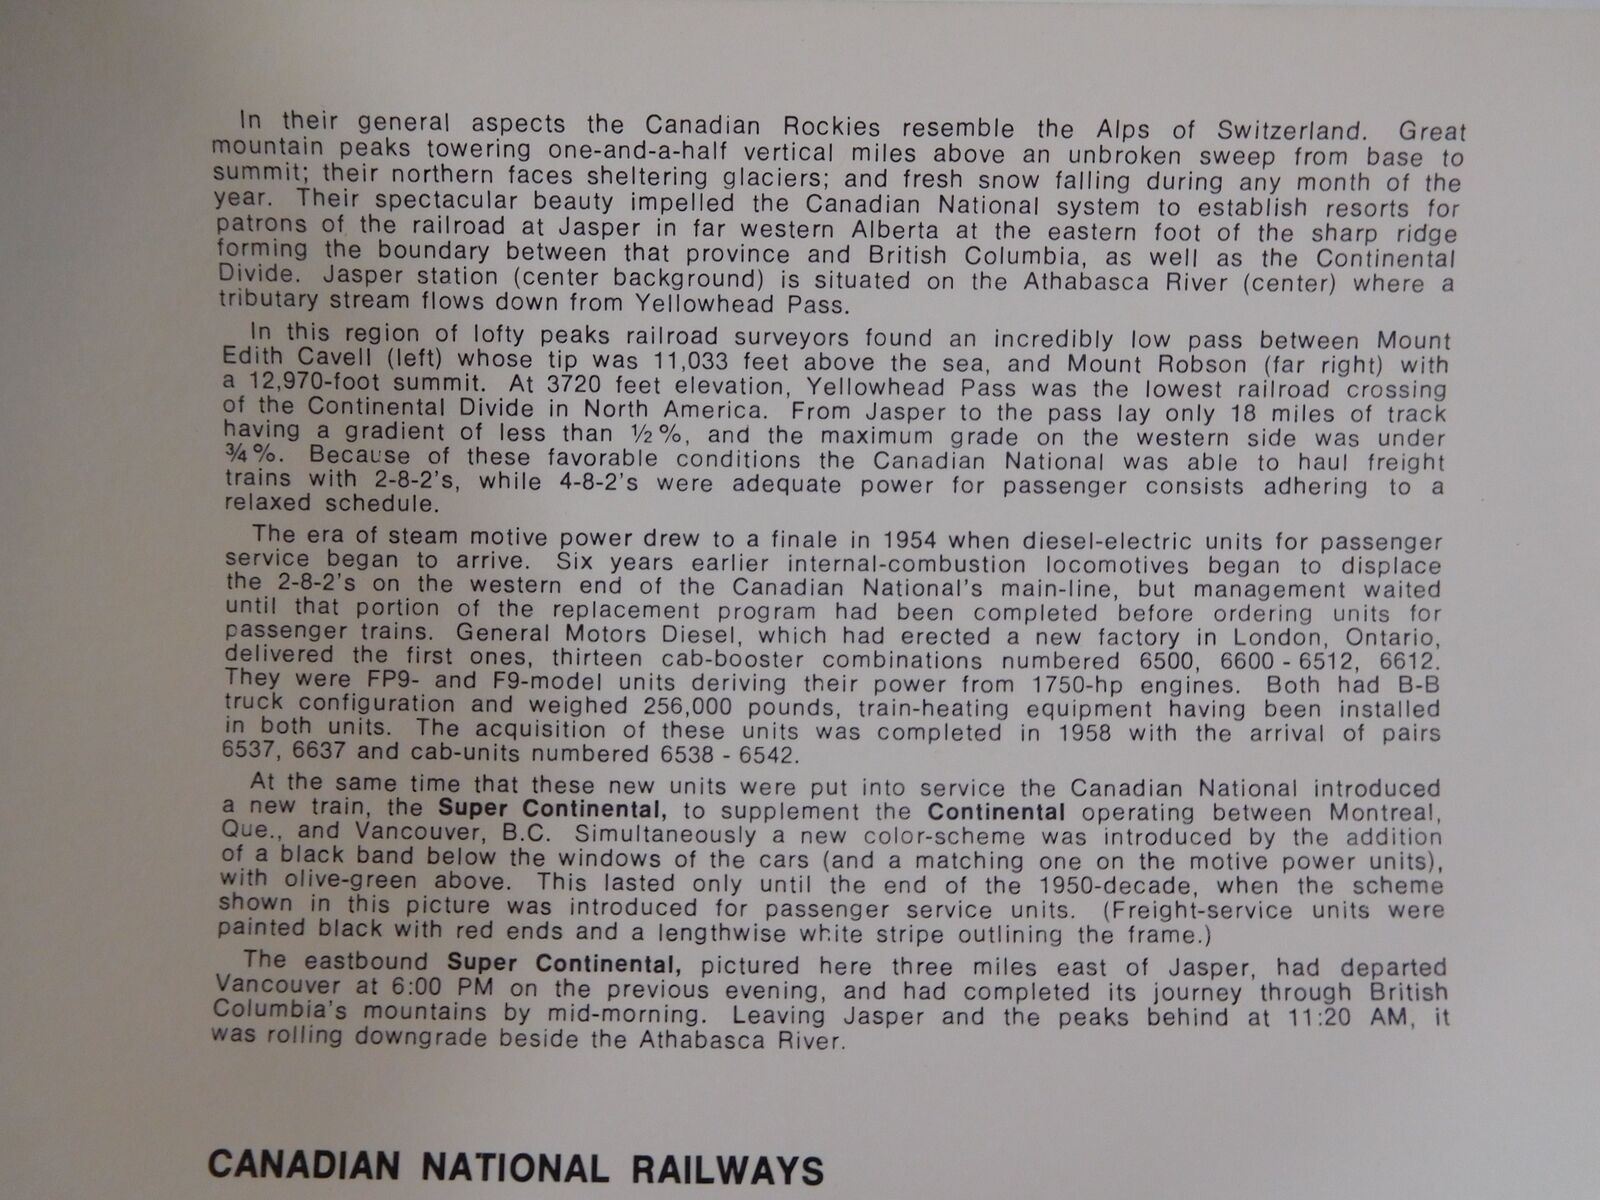 In their general aspects the Canadian Rockies resemble the Alps of Switzerland. Great
mountain peaks towering one-and-a-half vertical miles above an unbroken sweep from base to
summit; their northern faces sheltering glaciers; and fresh snow falling during any month of the
year. Their spectacular beauty impelled the Canadian National system to establish resorts for
patrons of the railroad at Jasper in far western Alberta at the eastern foot of the sharp ridge
forming the boundary between that province and British Columbia, as well as the Continental
Divide. Jasper station (center background) is situated on the Athabasca River (center) where a
tributary stream flows down from Yellowhead Pass.
In this region of lofty peaks railroad surveyors found an incredibly low pass between Mount
Edith Cavell (left) whose tip was 11,033 feet above the sea, and Mount Robson (far right) with
a 12,970-foot summit. At 3720 feet elevation, Yellowhead Pass was the lowest railroad crossing
of the Continental Divide in North America. From Jasper to the pass lay only 18 miles of track
having a gradient of less than ½%, and the maximum grade on the western side was under
¾%. Because of these favorable conditions the Canadian National was able to haul freight
trains with 2-8-2's, while 4-8-2's were adequate power for passenger consists adhering to a
relaxed schedule.
The era of steam motive power drew to a finale in 1954 when diesel-electric units for passenger
service began to arrive. Six years earlier internal-combustion locomotives began to displace
the 2-8-2's on the western end of the Canadian National's main-line, but management waited
until that portion of the replacement program had been completed before ordering units for
passenger trains. General Motors Diesel, which had erected a new factory in London, Ontario,
delivered the first ones, thirteen cab-booster combinations numbered 6500, 6600 - 6512, 6612.
They were FP9- and F9-model units deriving their power from 1750-hp engines. Both had B-B
truck configuration and weighed 256,000 pounds, train-heating equipment having been installed
in both units. The acquisition of these units was completed in 1958 with the arrival of pairs
6537, 6637 and cab-units numbered 6538 - 6542.
At the same time that these new units were put into service the Canadian National introduced
a new train, the Super Continental, to supplement the Continental operating between Montreal,
Que., and Vancouver, B.C. Simultaneously a new color-scheme was introduced by the addition
of a black band below the windows of the cars (and a matching one on the motive power units),
with olive-green above. This lasted only until the end of the 1950-decade, when the scheme
shown in this picture was introduced for passenger service units. (Freight-service units were
painted black with red ends and a lengthwise white stripe outlining the frame.)
The eastbound Super Continental, pictured here three miles east of Jasper, had departed
Vancouver at 6:00 PM on the previous evening, and had completed its journey through British
Columbia's mountains by mid-morning. Leaving Jasper and the peaks behind at 11:20 AM, it
was rolling downgrade beside the Athabasca River.
CANADIAN NATIONAL RAILWAYS